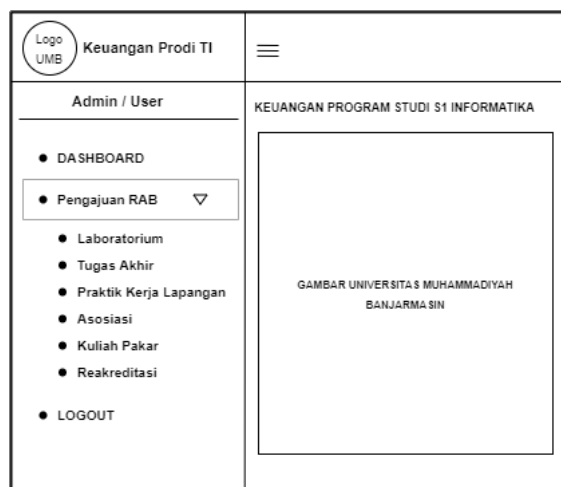 Logo
UMB
Keuangan Prodi TI
Admin / User
DASHBOARD
Pengajuan RAB
Laboratorium
Tugas Akhir
Praktik Kerja Lapangan
Asosiasi
Kuliah Pakar
Reakreditasi
LOGOUT
KEUANGAN PROGRAM STUDI S1 INFORMATIKA
GAMBAR UNIVERSITAS MUHAMMADIYAH
BANJARMASIN